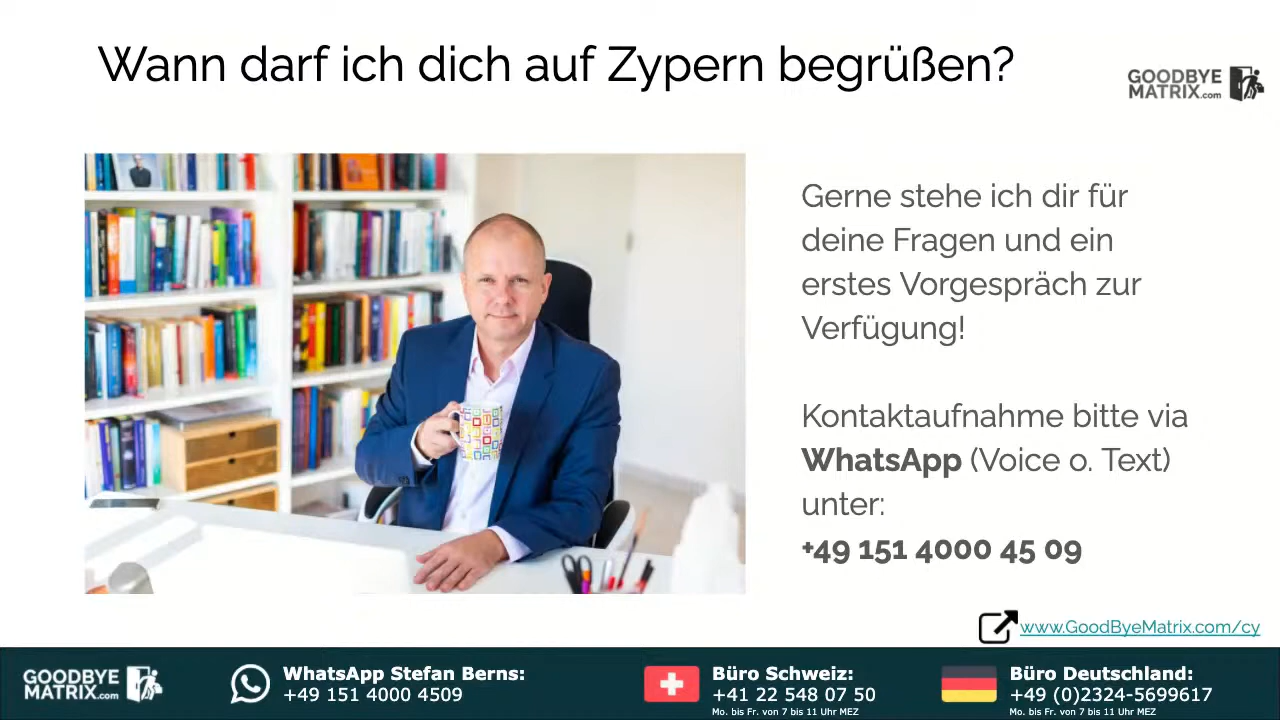 Wann darf ich dich auf Zypern begrüßen?
GOODBYE
MATRIX.com
Gerne stehe ich dir für
deine Fragen und ein
erstes Vorgespräch zur
Verfügung!
Kontaktaufnahme bitte via
WhatsApp (Voice o. Text)
unter:
+49 151 4000 45 09
www.GoodByeMatrix.com/cy
GOODBYE
MATRIX.com
WhatsApp Stefan Berns:
+49 151 4000 4509
Büro Schweiz:
+41 22 548 07 50
Mo. bis Fr. von 7 bis 11 Uhr MEZ
Büro Deutschland:
+49 (0)2324-5699617
Mo. bis Fr. von 7 bis 11 Uhr MEZ